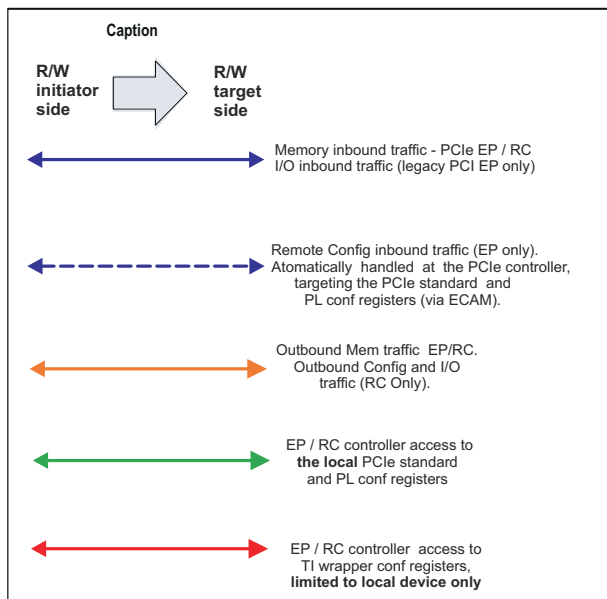 Caption
R/W
initiator
side
R/W
target
side
Memory inbound traffic - PCIe EP / RC
I/O inbound traffic (legacy PCI EP only)
Remote Config inbound traffic (EP only).
Atomatically handled at the PCIe controller,
targeting the PCIe standard and
PL conf registers (via ECAM).
Outbound Mem traffic EP/RC.
Outbound Config and I/O
traffic (RC Only).
EP / RC controller access to
the local PCIe standard
and PL conf registers
EP / RC controller access to
TI wrapper conf registers,
limited to local device only